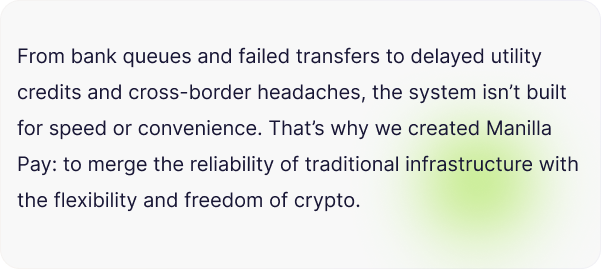 From bank queues and failed transfers to delayed utility
credits and cross-border headaches, the system isn’t built
for speed or convenience. That’s why we created Manilla
Pay: to merge the reliability of traditional infrastructure with
the flexibility and freedom of crypto.